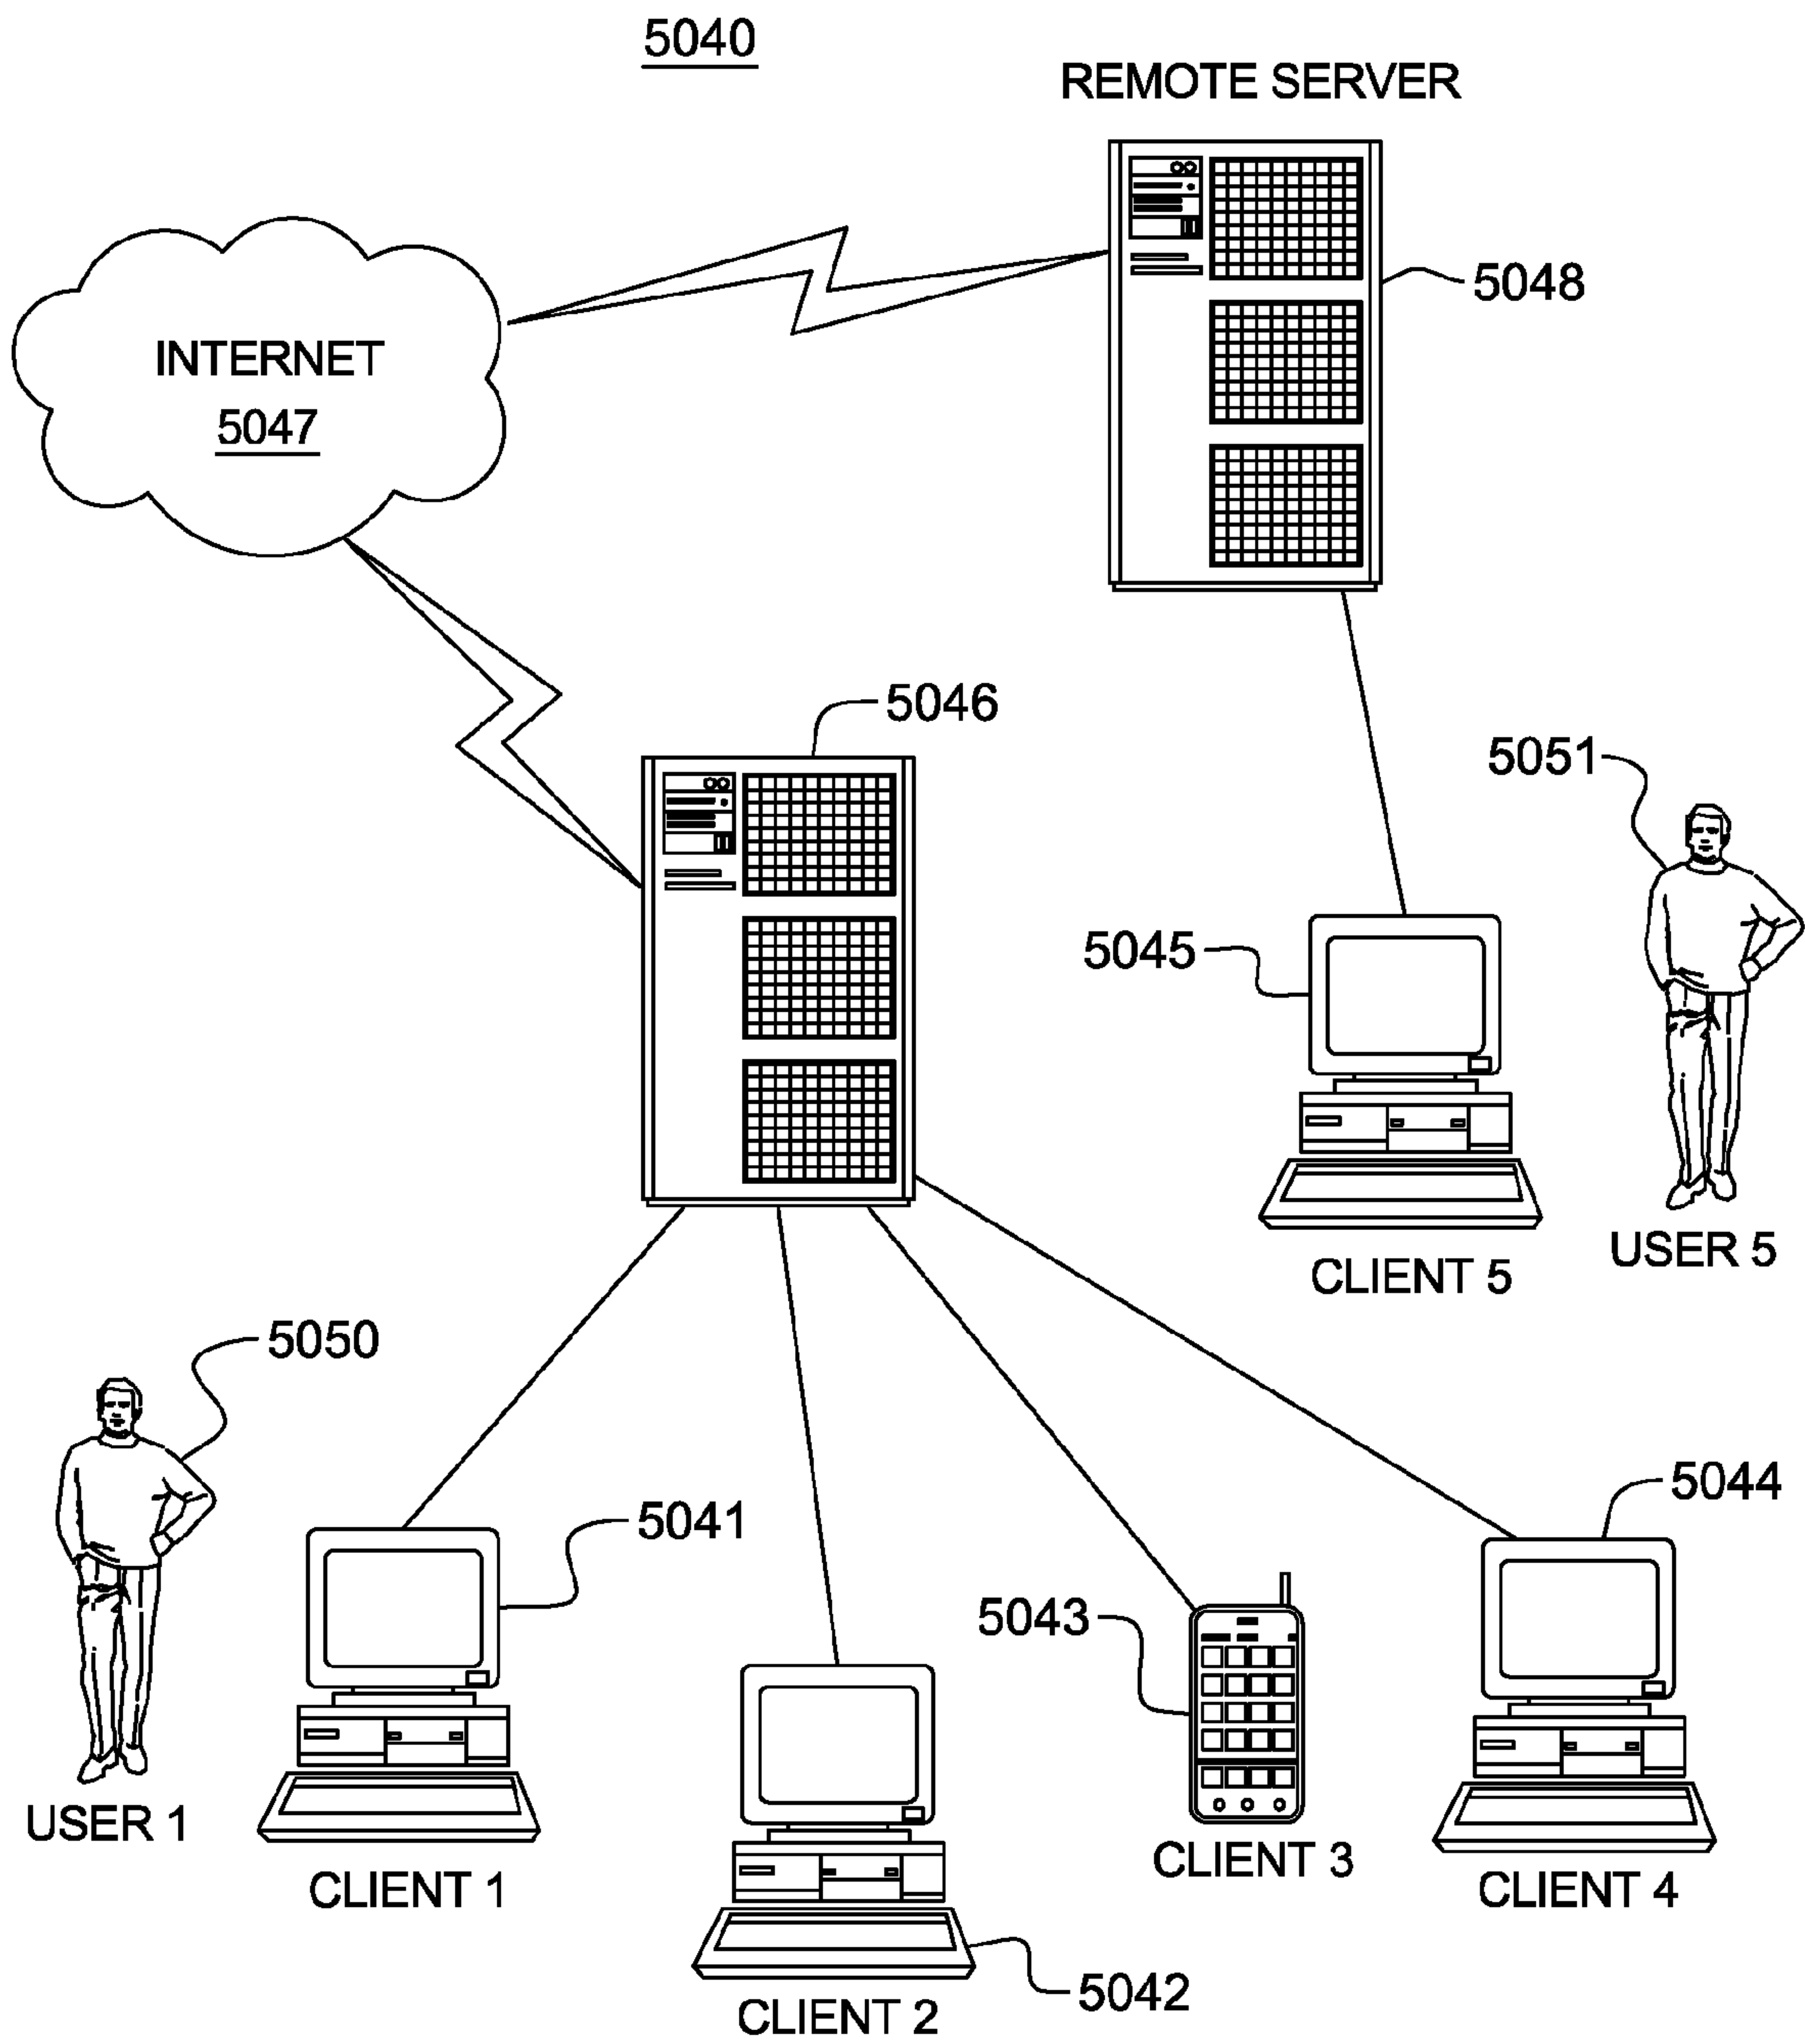 5040
REMOTE SERVER
5048
INTERNET
5047
5046
5051
5045
USER 5
CLIENT 5
5050
5044
5041
5043
USER 1
CLIENT 3
CLIENT 1
CLIENT 4
5042
CLIENT 2